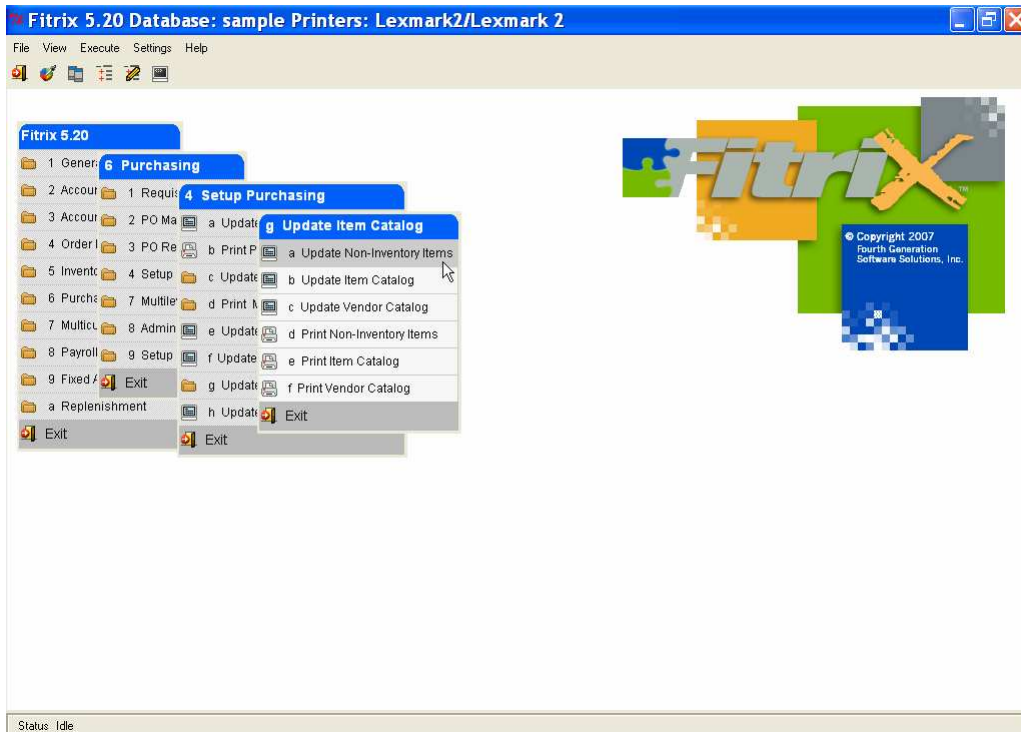 Fitrix 5.20 Database: sample Printers: Lexmark2/Lexmark 2
File View Execute Settings Help
Fitrix 5.20
1 Gener
2 Accour
3 Accour
4 Order
5 Invento
6 Purcha
7 Multicu
8 Payroll
9 Fixed
a Replenishment
Exit
6 Purchasing
1 Requis
2 PO Ma
3 PO Re
4 Setup
7 Multile
8 Admin
9 Setup
Exit
4 Setup Purchasing
a Update
b Print P
c Update
d Print
e Update
f Update
g Update
h Update
Exit
g Update Item Catalog
a Update Non-Inventory Items
b Update Item Catalog
c Update Vendor Catalog
d Print Non-Inventory Items
e Print Item Catalog
f Print Vendor Catalog
Exit
Fitrix
TM
© Copyright 2007
Fourth Generation
Software Solutions, Inc.
Status Idle